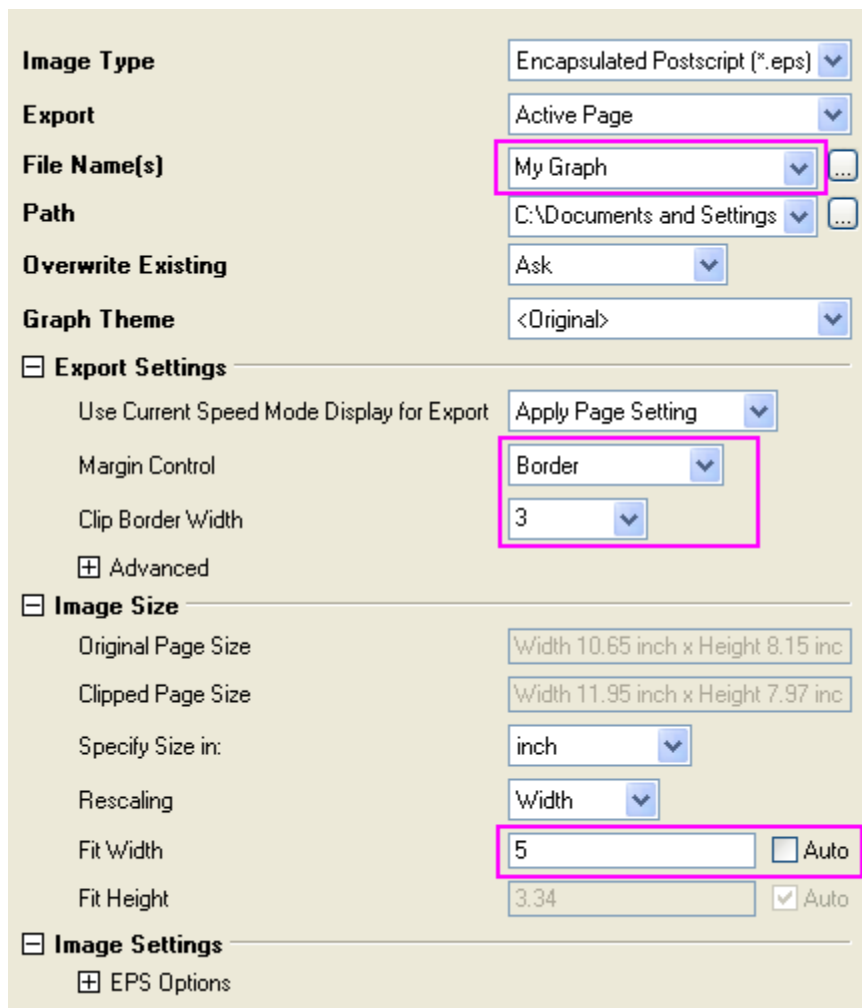 Image Type Encapsulated Postscript (*.eps)
Export Active Page
File Name(s) My Graph ...
Path C:\Documents and Settings ...
Overwrite Existing Ask
Graph Theme <Original>
Export Settings
Use Current Speed Mode Display for Export Apply Page Setting
Margin Control Border
Clip Border Width 3
Advanced
Image Size
Original Page Size Width 10.65 inch x Height 8.15 inc
Clipped Page Size Width 11.95 inch x Height 7.97 inc
Specify Size in: inch
Rescaling Width
Fit Width 5 Auto
Fit Height 3.34 Auto
Image Settings
EPS Options